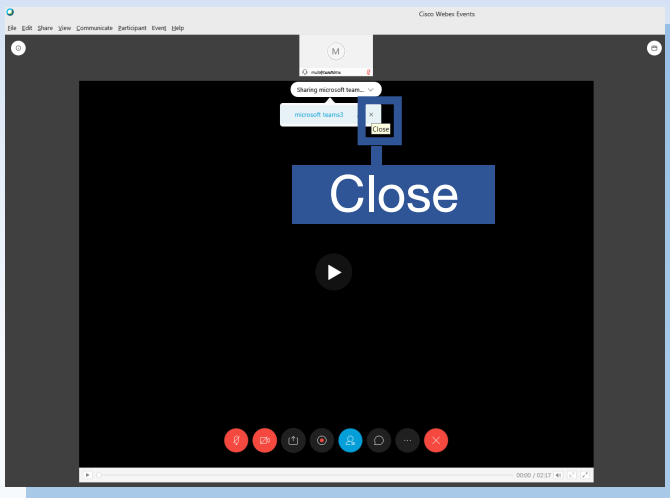 Cisco Webex Events
File Edit Share View Communicate Participant Event Help
M
Sharing microsoft team...
microsoft teams3
Close
Close
00:00 / 02:17